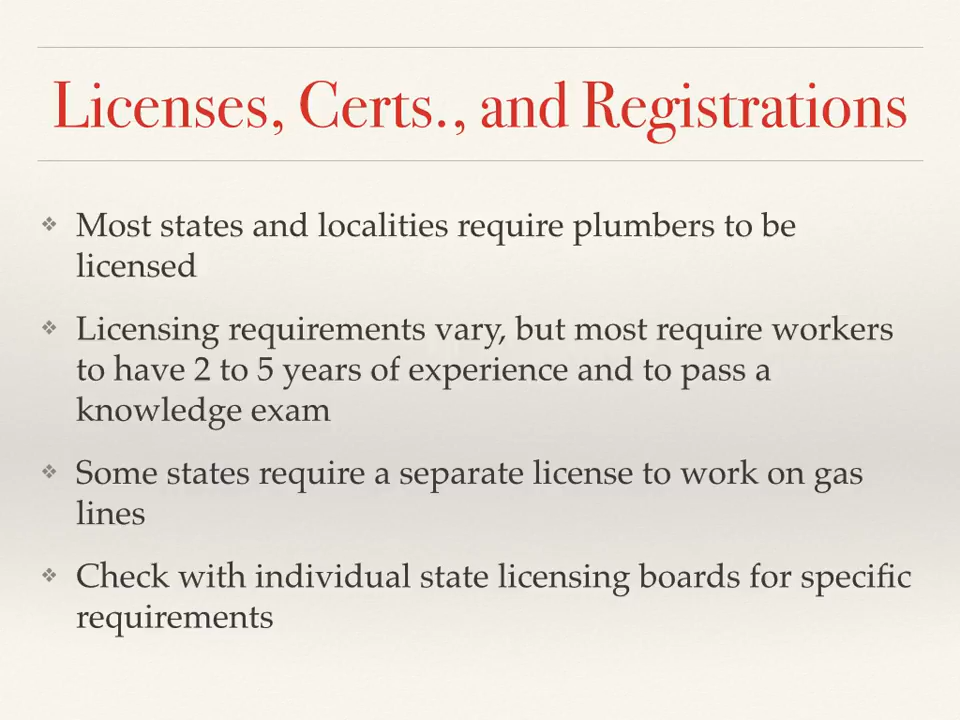 Licenses, Certs., and Registrations
Most states and localities require plumbers to be
licensed
Licensing requirements vary, but most require workers
to have 2 to 5 years of experience and to pass a
knowledge exam
Some states require a separate license to work on gas
lines
Check with individual state licensing boards for specific
requirements